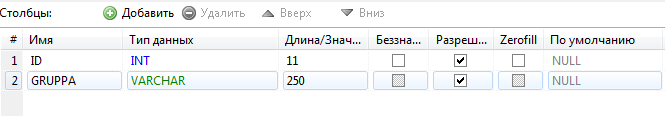 Столбцы: Добавить Удалить Вверх Вниз
# Имя Тип данных Длина/Знач... Беззна... Разреш... Zerofill По умолчанию
1 ID INT 11 NULL
2 GRUPPA VARCHAR 250 NULL